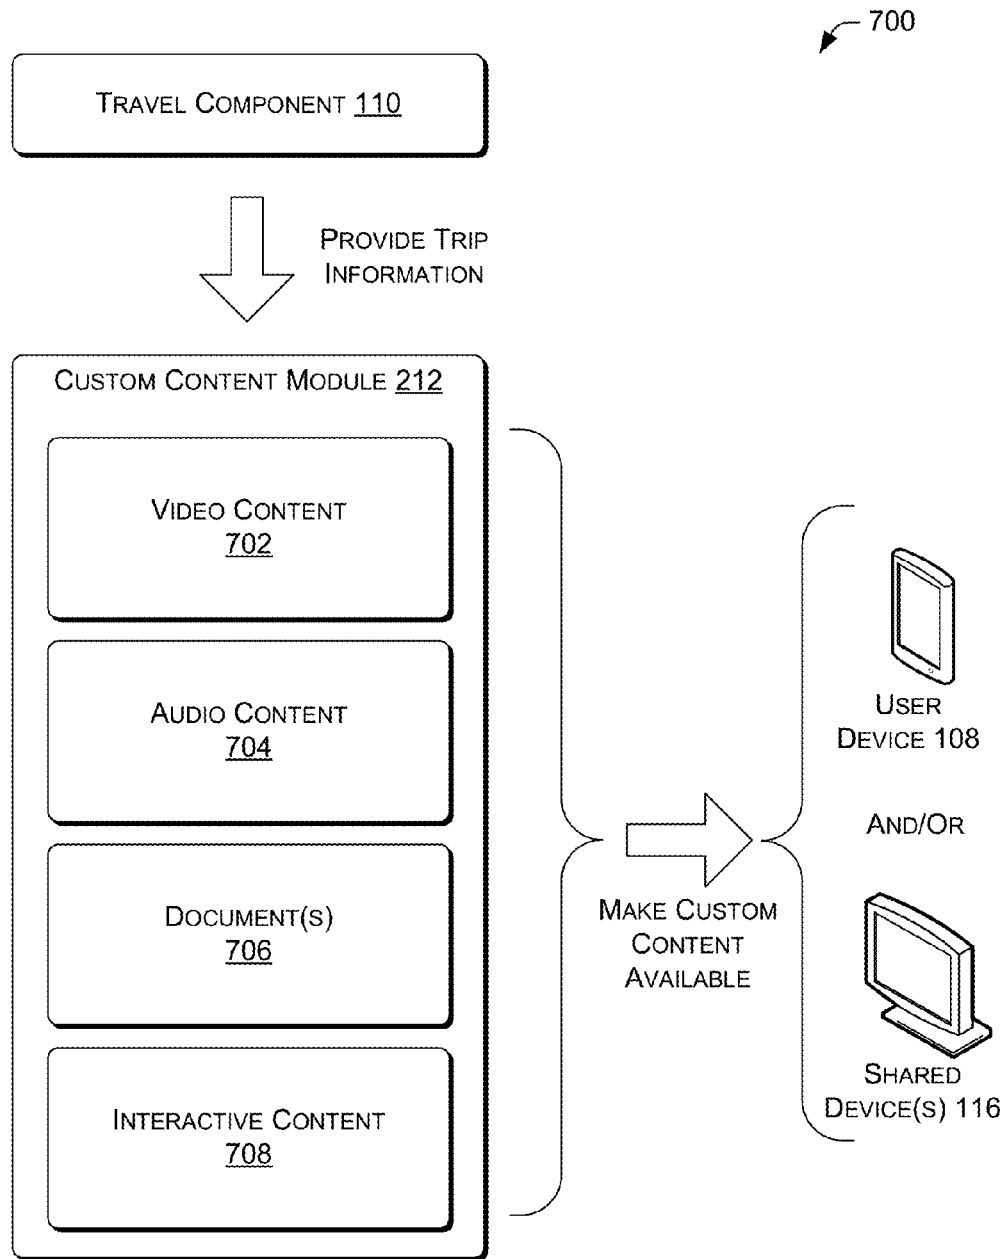 700
TRAVEL COMPONENT 110
PROVIDE TRIP
INFORMATION
CUSTOM CONTENT MODULE 212
VIDEO CONTENT
702
AUDIO CONTENT
704
DOCUMENT(S)
706
INTERACTIVE CONTENT
708
MAKE CUSTOM
CONTENT
AVAILABLE
USER
DEVICE 108
AND/OR
SHARED
DEVICE(S) 116